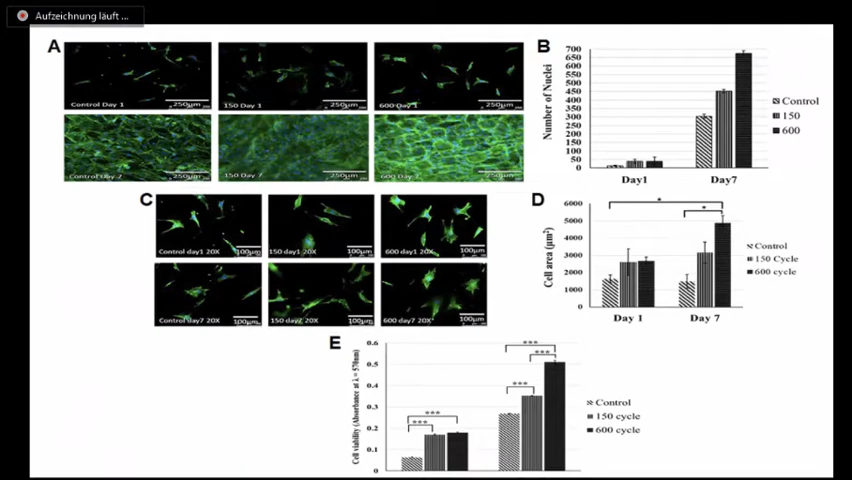 Aufzeichnung läuft ...
A
Control Day 1
250μm
150 Day 1
250μm
600 Day 1
250μm
Control Day 7
250μm
150 Day 7
250μm
600 Day 7
250μm
B
Number of Nuclei
700
650
600
550
500
450
400
350
300
250
200
150
100
50
0
Day1
Day7
Control
150
600
C
Control day1 20X
100μm
150 day1 20X
100μm
600 day1 20X
100μm
Control day7 20X
100μm
150 day7 20X
100μm
600 day7 20X
100μm
D
Cell area (μm²)
6000
5000
4000
3000
2000
1000
0
*
*
Day 1
Day 7
Control
150 Cycle
600 cycle
E
Cell viability (Absorbance at λ = 570nm)
0.6
0.5
0.4
0.3
0.2
0.1
0
***
***
***
***
***
Control
150 cycle
600 cycle